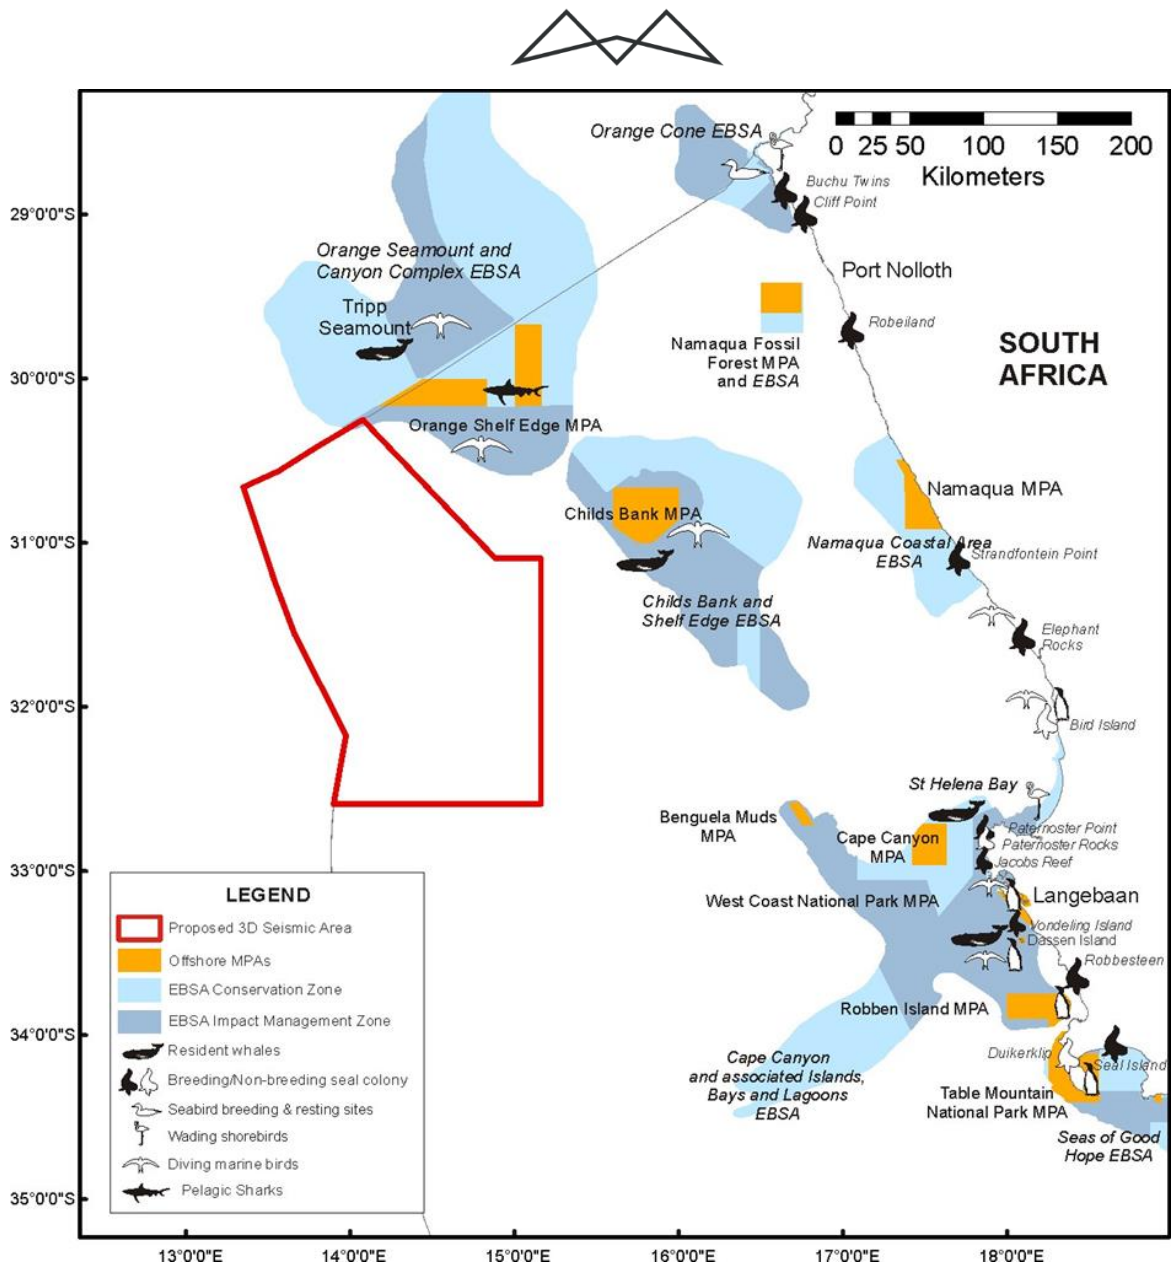 Orange Cone EBSA
0 25 50 100 150 200
Kilometers
Buchu Twins
Cliff Point
29°0'0"S
Orange Seamount and
Canyon Complex EBSA
Port Nolloth
Tripp
Seamount
Robeiland
SOUTH
AFRICA
Namaqua Fossil
Forest MPA
and EBSA
30°0'0"S
Orange Shelf Edge MPA
Namaqua MPA
Childs Bank MPA
31°0'0"S
Namaqua Coastal Area
EBSA
Strandfontein Point
Childs Bank and
Shelf Edge EBSA
Elephant
Rocks
32°0'0"S
Bird Island
St Helena Bay
Benguela Muds
MPA
Cape Canyon
MPA
Paternoster Point
Paternoster Rocks
Jacobs Reef
33°0'0"S
West Coast National Park MPA
Langebaan
Vondeling Island
Dassen Island
Robbesteen
Robben Island MPA
34°0'0"S
Duikerklip
Seal Island
Cape Canyon
and associated Islands,
Bays and Lagoons
EBSA
Table Mountain
National Park MPA
Seas of Good
Hope EBSA
35°0'0"S
LEGEND
Proposed 3D Seismic Area
Offshore MPAs
EBSA Conservation Zone
EBSA Impact Management Zone
Resident whales
Breeding/Non-breeding seal colony
Seabird breeding & resting sites
Wading shorebirds
Diving marine birds
Pelagic Sharks
13°0'0"E 14°0'0"E 15°0'0"E 16°0'0"E 17°0'0"E 18°0'0"E